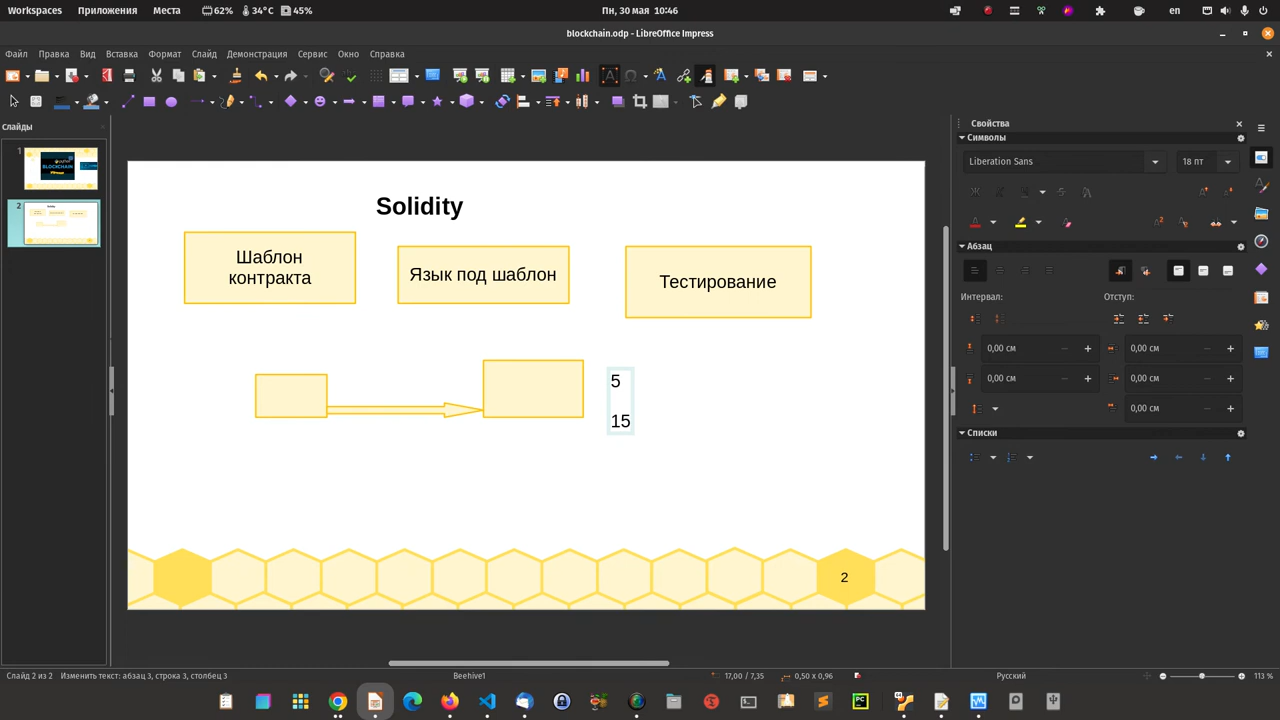 Workspaces Приложения Места 62% 34°C 45% Пн, 30 мая 10:46 en
blockchain.odp - LibreOffice Impress
Файл Правка Вид Вставка Формат Слайд Демонстрация Сервис Окно Справка
Слайды
1
BLOCKCHAIN
2
Solidity
Шаблон
контракта
Язык под шаблон
Тестирование
5
15
2
Свойства
Символы
Liberation Sans 18 пт
Абзац
Интервал: Отступ:
0,00 см 0,00 см
0,00 см 0,00 см
0,00 см
Списки
Слайд 2 из 2 Изменить текст: абзац 3, строка 3, столбец 3 Beehive1 17,00 / 7,35 0,50 x 0,96 Русский 113 %